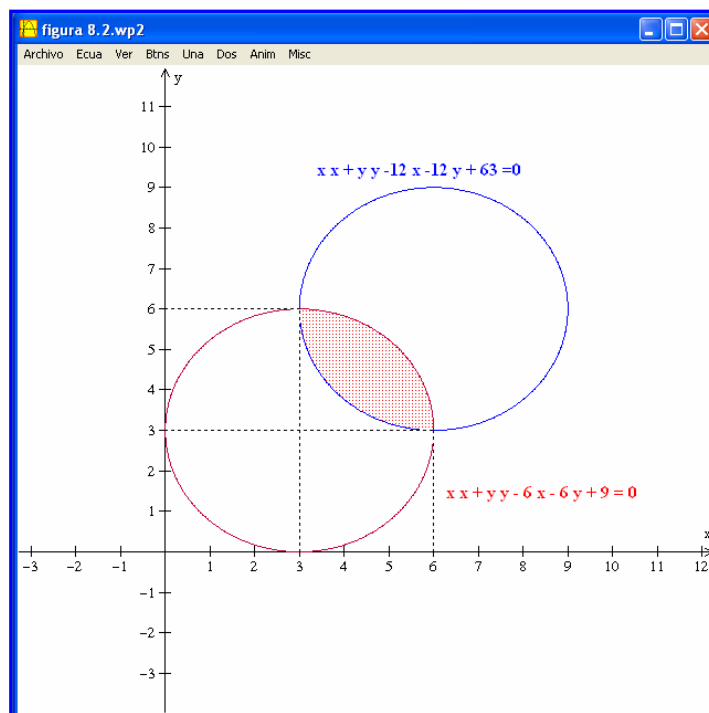 figura 8.2.wp2
Archivo Ecua Ver Btns Una Dos Anim Misc
y
11
10
x x + y y -12 x -12 y + 63 =0
9
8
7
6
5
4
3
2
x x + y y - 6 x - 6 y + 9 = 0
1
x
-3 -2 -1 1 2 3 4 5 6 7 8 9 10 11 12
-1
-2
-3